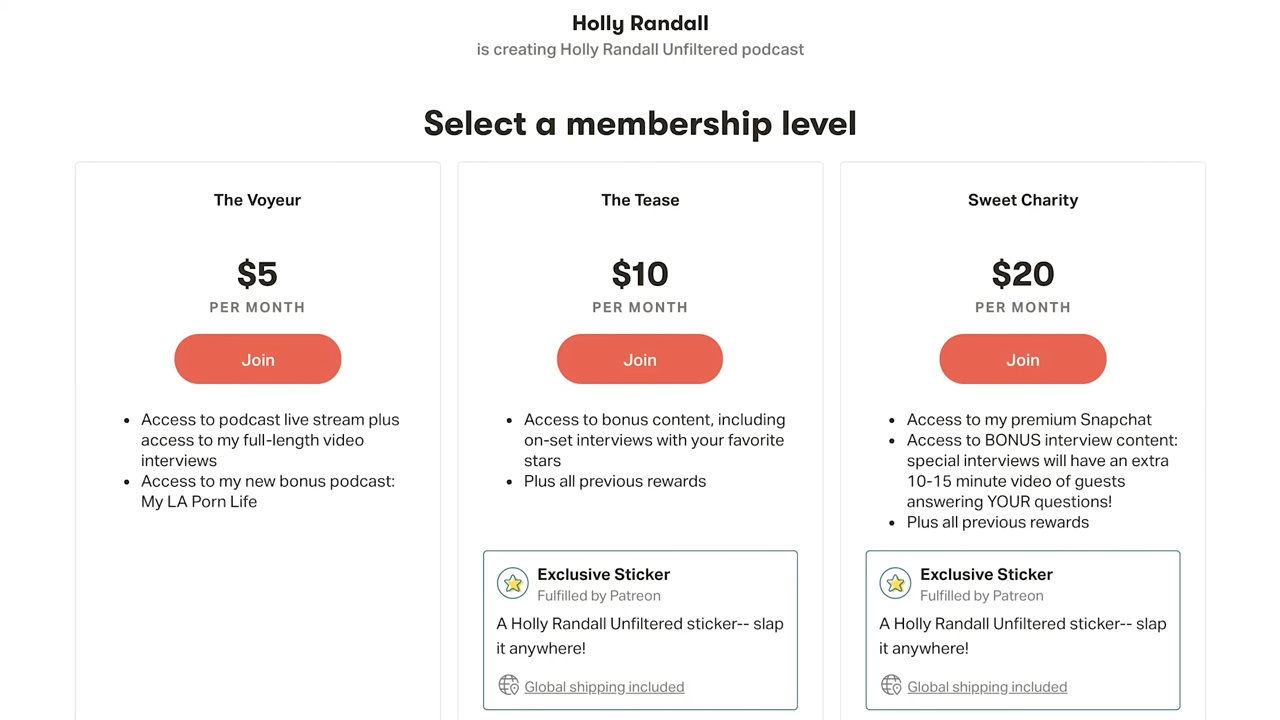 Holly Randall
is creating Holly Randall Unfiltered podcast
Select a membership level
The Voyeur
$5
PER MONTH
Join
• Access to podcast live stream plus
access to my full-length video
interviews
• Access to my new bonus podcast:
My LA Porn Life
The Tease
$10
PER MONTH
Join
• Access to bonus content, including
on-set interviews with your favorite
stars
• Plus all previous rewards
Exclusive Sticker
Fulfilled by Patreon
A Holly Randall Unfiltered sticker-- slap
it anywhere!
Global shipping included
Sweet Charity
$20
PER MONTH
Join
• Access to my premium Snapchat
• Access to BONUS interview content:
special interviews will have an extra
10-15 minute video of guests
answering YOUR questions!
• Plus all previous rewards
Exclusive Sticker
Fulfilled by Patreon
A Holly Randall Unfiltered sticker-- slap
it anywhere!
Global shipping included